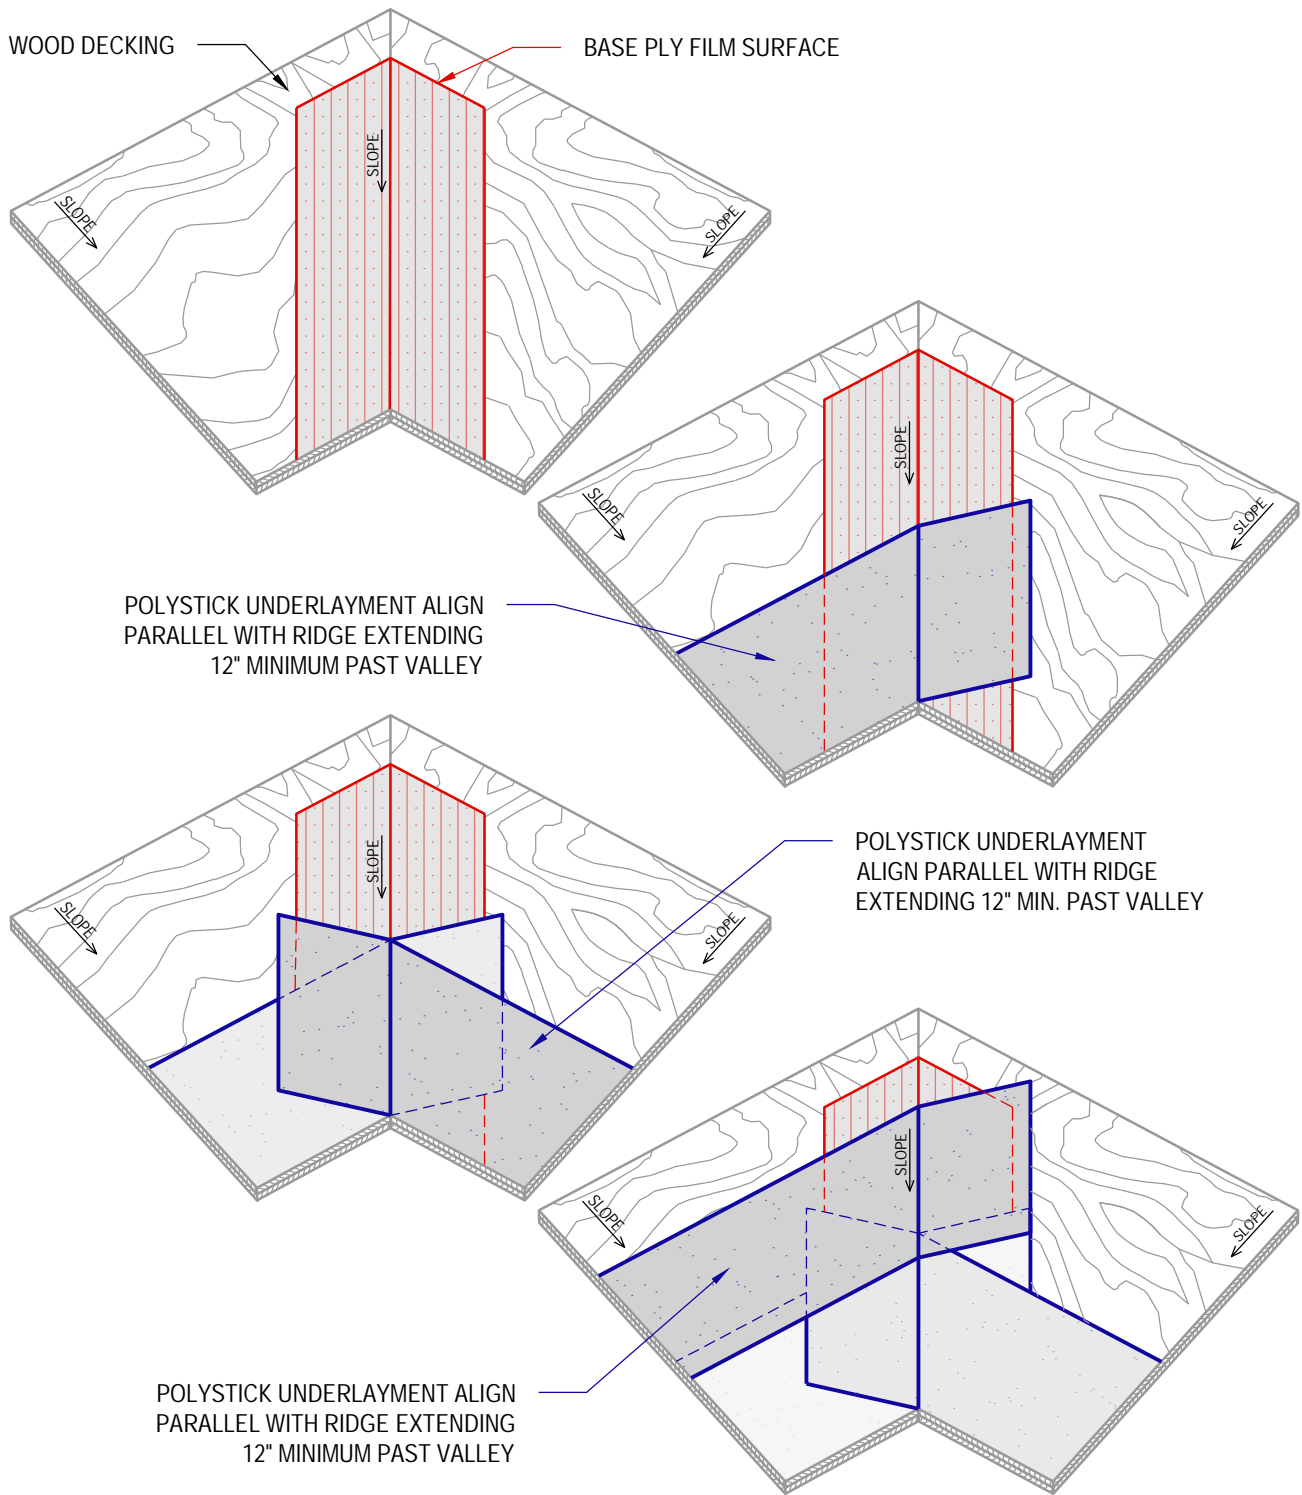 WOOD DECKING
BASE PLY FILM SURFACE
SLOPE
SLOPE
SLOPE
SLOPE
SLOPE
SLOPE
POLYSTICK UNDERLAYMENT ALIGN
PARALLEL WITH RIDGE EXTENDING
12" MINIMUM PAST VALLEY
SLOPE
SLOPE
SLOPE
POLYSTICK UNDERLAYMENT
ALIGN PARALLEL WITH RIDGE
EXTENDING 12" MIN. PAST VALLEY
SLOPE
SLOPE
SLOPE
POLYSTICK UNDERLAYMENT ALIGN
PARALLEL WITH RIDGE EXTENDING
12" MINIMUM PAST VALLEY